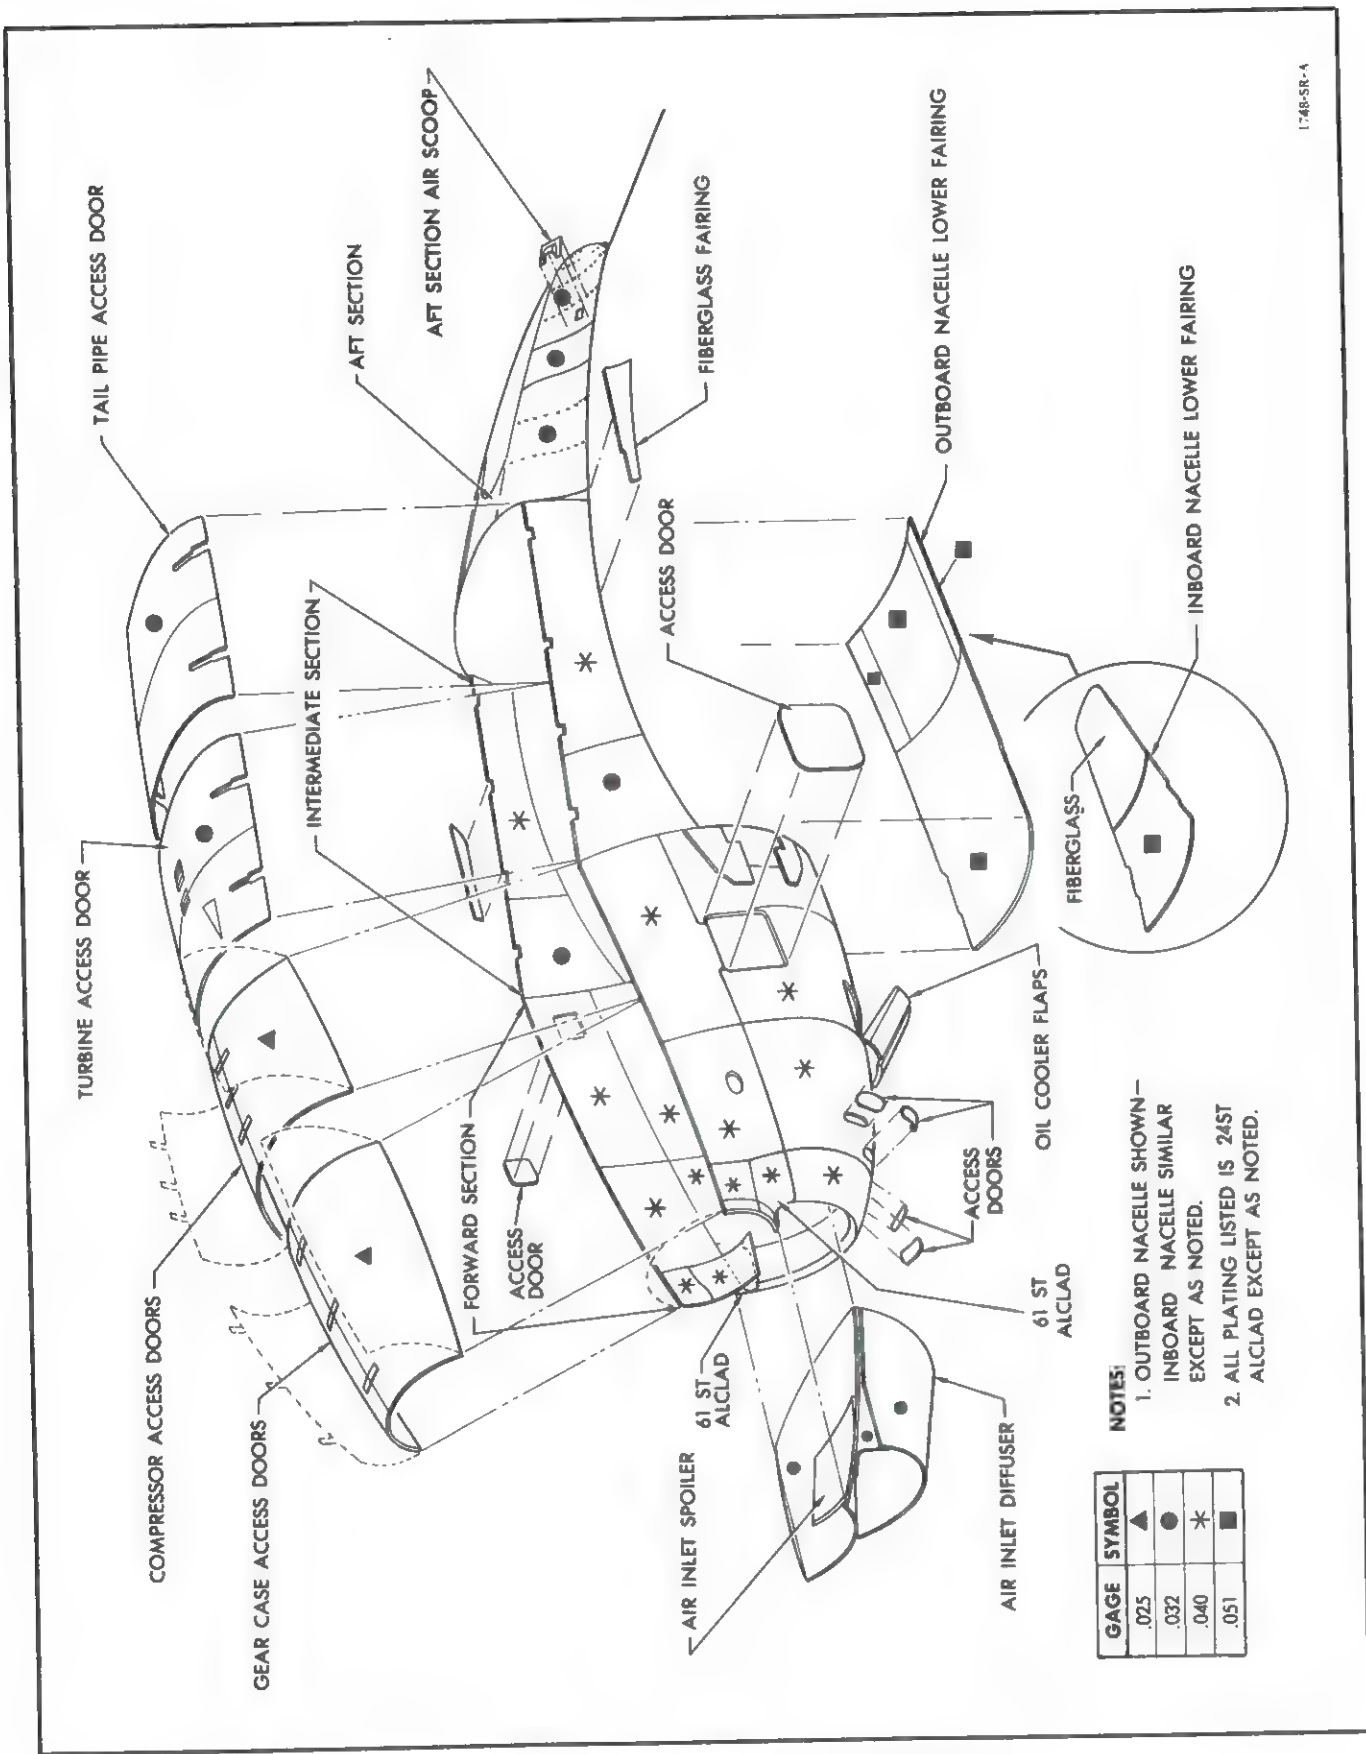 TAIL PIPE ACCESS DOOR
AFT SECTION
AFT SECTION AIR SCOOP
FIBERGLASS FAIRING
TURBINE ACCESS DOOR
INTERMEDIATE SECTION
ACCESS DOOR
OUTBOARD NACELLE LOWER FAIRING
COMPRESSOR ACCESS DOORS
GEAR CASE ACCESS DOORS
FORWARD SECTION
ACCESS
DOOR
61 ST
ALCLAD
FIBERGLASS
INBOARD NACELLE LOWER FAIRING
OIL COOLER FLAPS
ACCESS
DOORS
61 ST
ALCLAD
AIR INLET SPOILER
AIR INLET DIFFUSER
GAGE SYMBOL
.025 ▲
.032 ●
.040 *
.051 ■
NOTES:
1. OUTBOARD NACELLE SHOWN—
INBOARD NACELLE SIMILAR
EXCEPT AS NOTED.
2. ALL PLATING LISTED IS 24ST
ALCLAD EXCEPT AS NOTED.
1748-SR-A